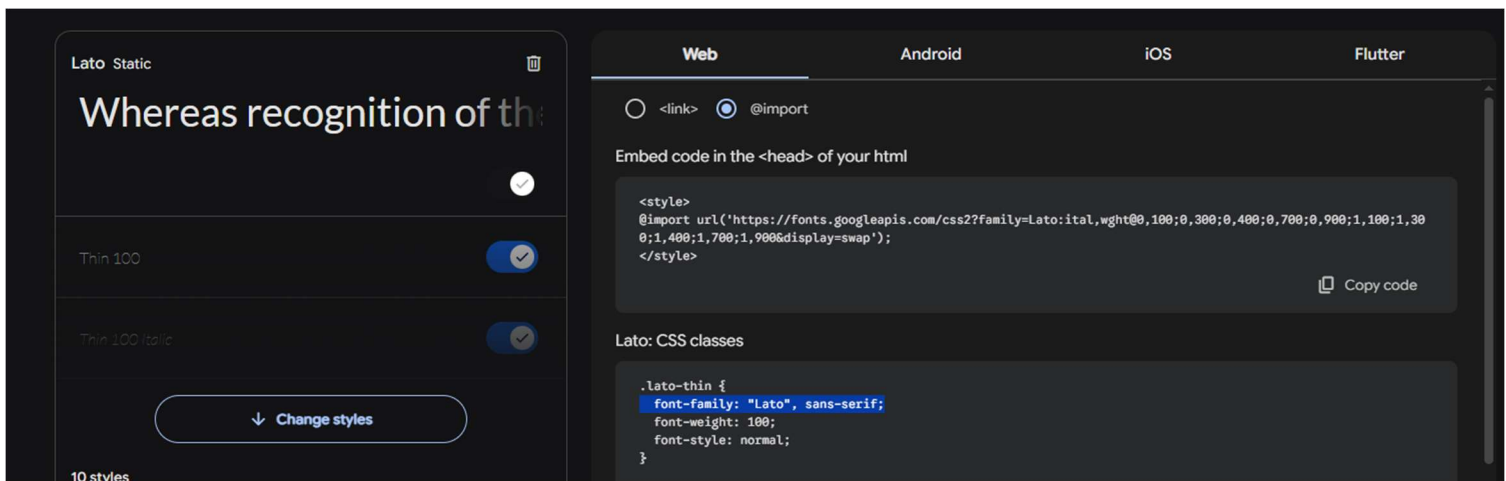 Lato Static
Whereas recognition of the
Thin 100
Thin 100 Italic
Change styles
10 styles
Web
Android
iOS
Flutter
<link>
@import
Embed code in the <head> of your html
<style>
@import url('https://fonts.googleapis.com/css2?family=Lato:ital,wght@0,100;0,300;0,400;0,700;0,900;1,100;1,30
0;1,400;1,700;1,900&display=swap');
</style>
Copy code
Lato: CSS classes
.lato-thin {
font-family: "Lato", sans-serif;
font-weight: 100;
font-style: normal;
}